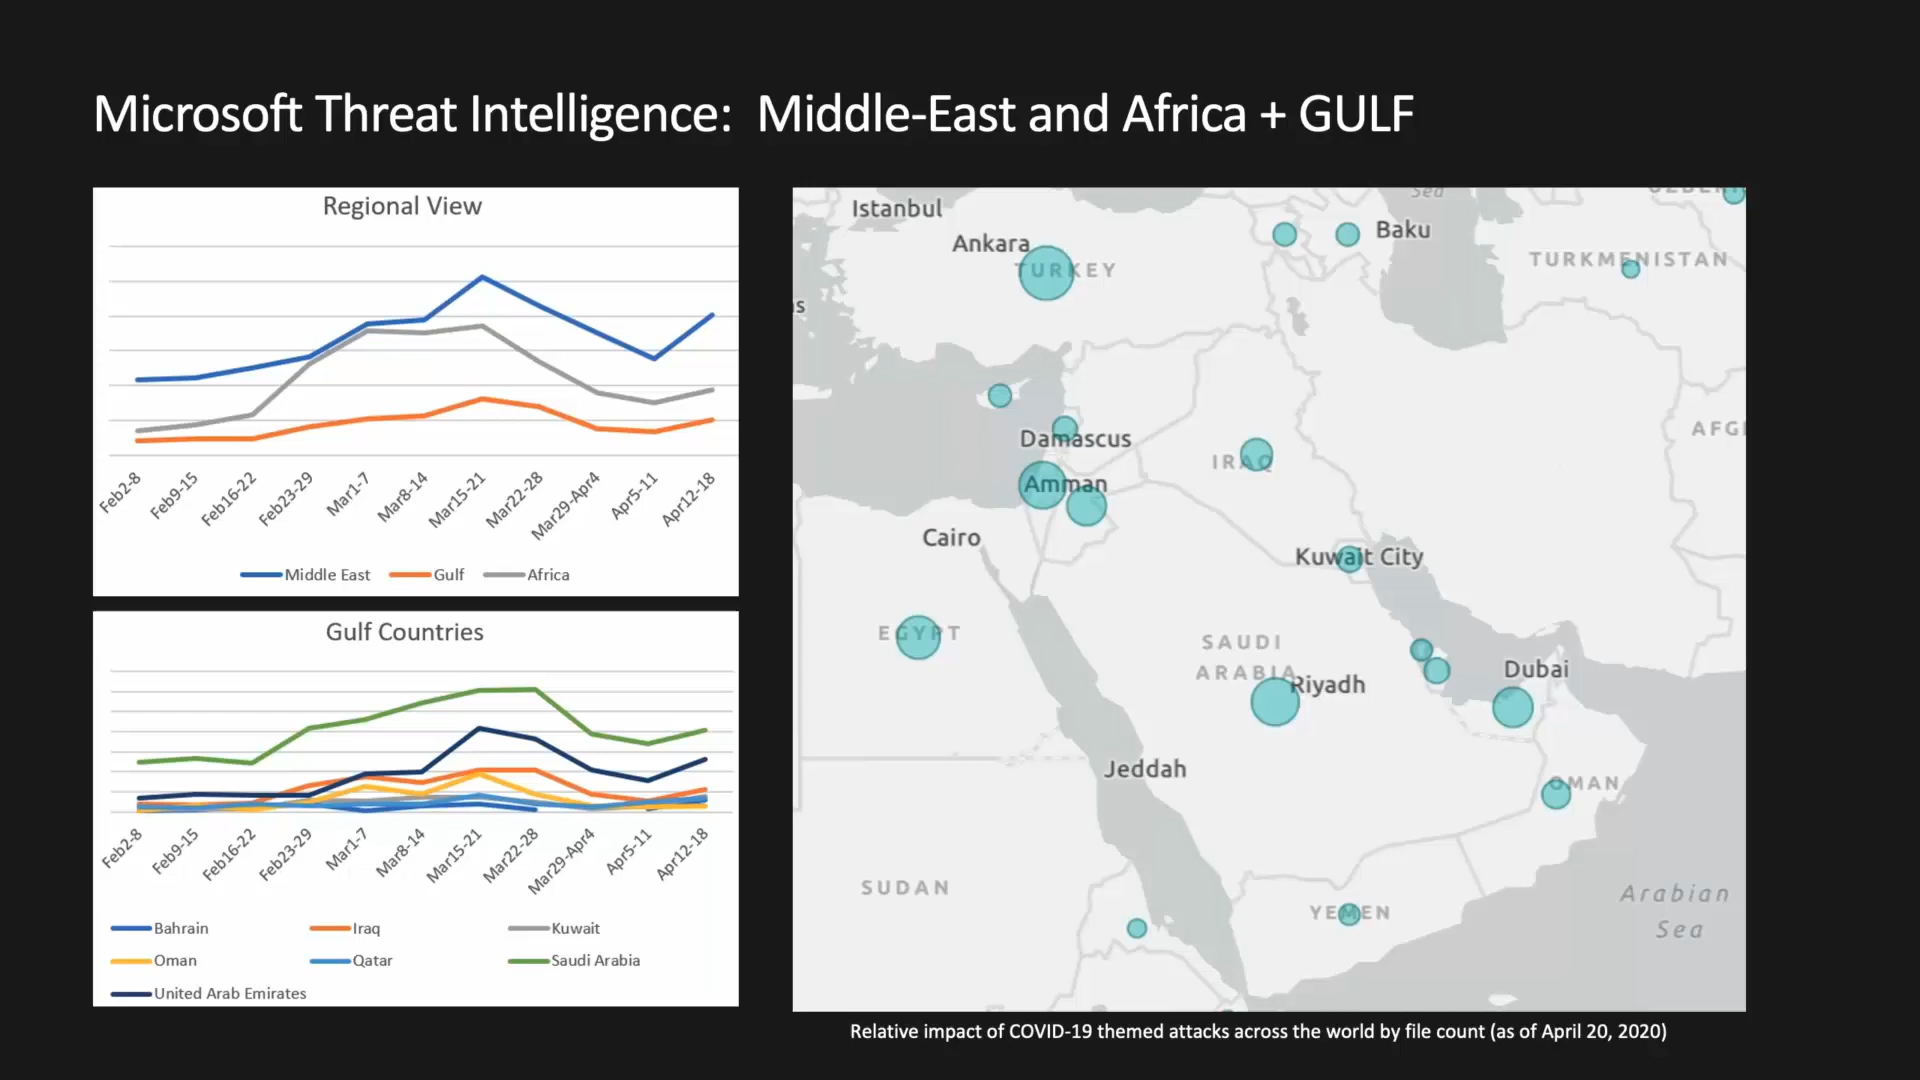 Microsoft Threat Intelligence: Middle-East and Africa + GULF
Regional View
Feb2-8
Feb9-15
Feb16-22
Feb23-29
Mar1-7
Mar8-14
Mar15-21
Mar22-28
Mar29-Apr4
Apr5-11
Apr12-18
Middle East
Gulf
Africa
Gulf Countries
Feb2-8
Feb9-15
Feb16-22
Feb23-29
Mar1-7
Mar8-14
Mar15-21
Mar22-28
Mar29-Apr4
Apr5-11
Apr12-18
Bahrain
Iraq
Kuwait
Oman
Qatar
Saudi Arabia
United Arab Emirates
Sea
Istanbul
Ankara
Baku
TURKEY
TURKMENISTAN
s
AFG
Damascus
IRAQ
Amman
Cairo
Kuwait City
EGYPT
SAUDI
ARABIA
Riyadh
Dubai
Jeddah
OMAN
SUDAN
YEMEN
Arabian
Sea
Relative impact of COVID-19 themed attacks across the world by file count (as of April 20, 2020)